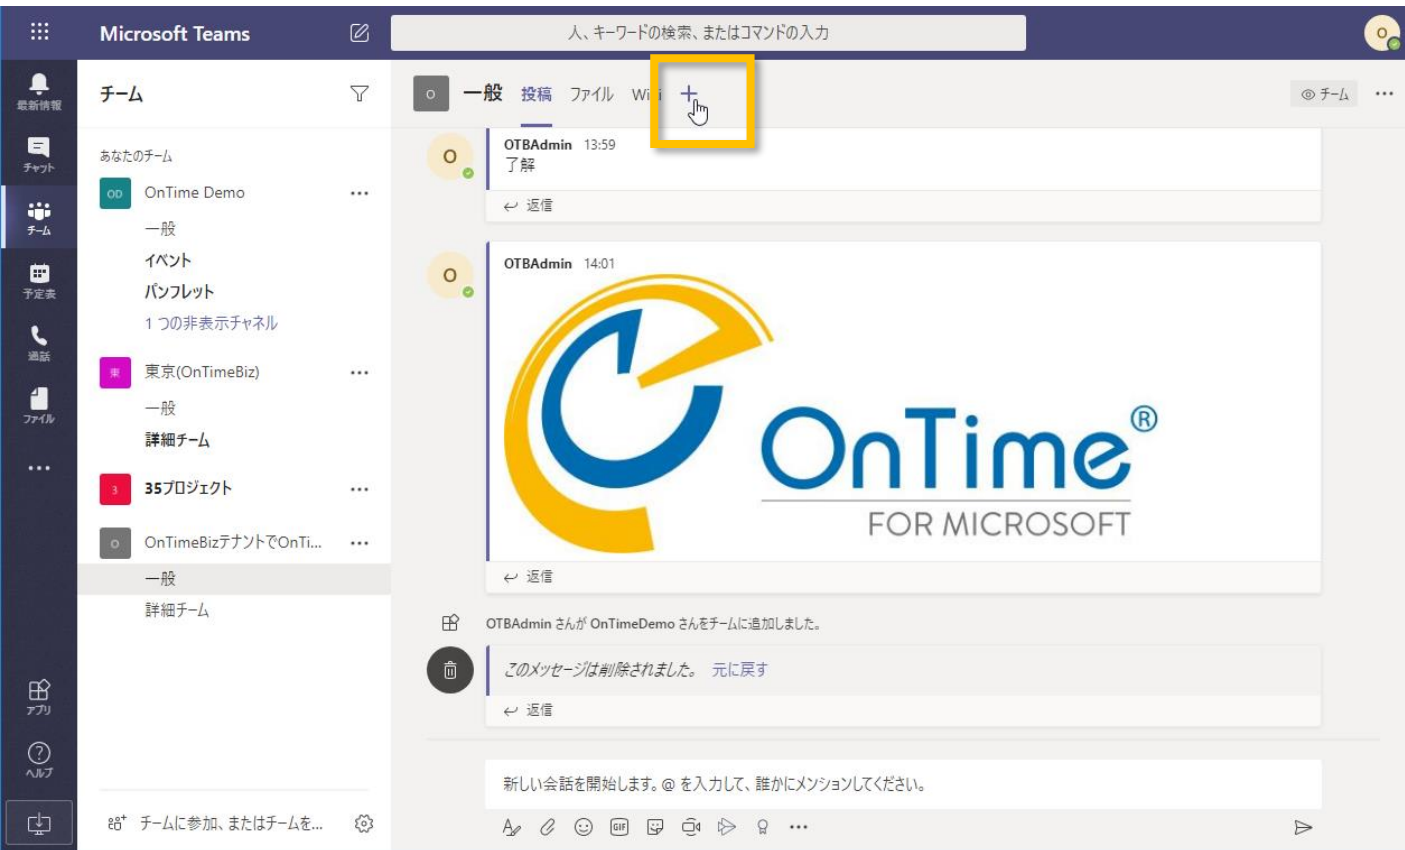 Microsoft Teams
人、キーワードの検索、またはコマンドの入力
O
最新情報
チャット
チーム
予定表
通話
ファイル
アプリ
ヘルプ
チーム
あなたのチーム
OD OnTime Demo
一般
イベント
パンフレット
1 つの非表示チャネル
東 東京(OnTimeBiz)
一般
詳細チーム
3 35プロジェクト
O OnTimeBizテナントでOnTi...
一般
詳細チーム
チームに参加、またはチームを...
O 一般 投稿 ファイル Wiki +
チーム
O
OTBAdmin 13:59
了解
返信
O
OTBAdmin 14:01
OnTime®
FOR MICROSOFT
返信
OTBAdmin さんが OnTimeDemo さんをチームに追加しました。
このメッセージは削除されました。 元に戻す
返信
新しい会話を開始します。@ を入力して、誰かにメンションしてください。
GIF